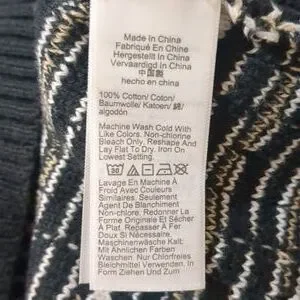 Made In China
Fabriqué En Chine
Hergestellt In China
Vervaardigd In China
中国製
hecho en china
100% Cotton/ Coton/
Baumwolle/ Katoen/ 綿/
algodón
Machine Wash Cold With
Like Colors. Non-chlorine
Bleach Only. Reshape And
Lay Flat To Dry. Iron On
Lowest Setting.
30
Lavage En Machine À
Froid Avec Couleurs
Similaires. Seulement
Agent De Blanchiment
Non Chlore. Redonner La
Forme Originale Et Sécher
À Plat. Repasser À Fer
Doux Si Nécessaire.
Maschinenwäsche Kalt;
Mit Ähnlichen Farben
Waschen. Nur Chlorfreies
Bleichmittel Verwenden. In
Form Ziehen Und Zum